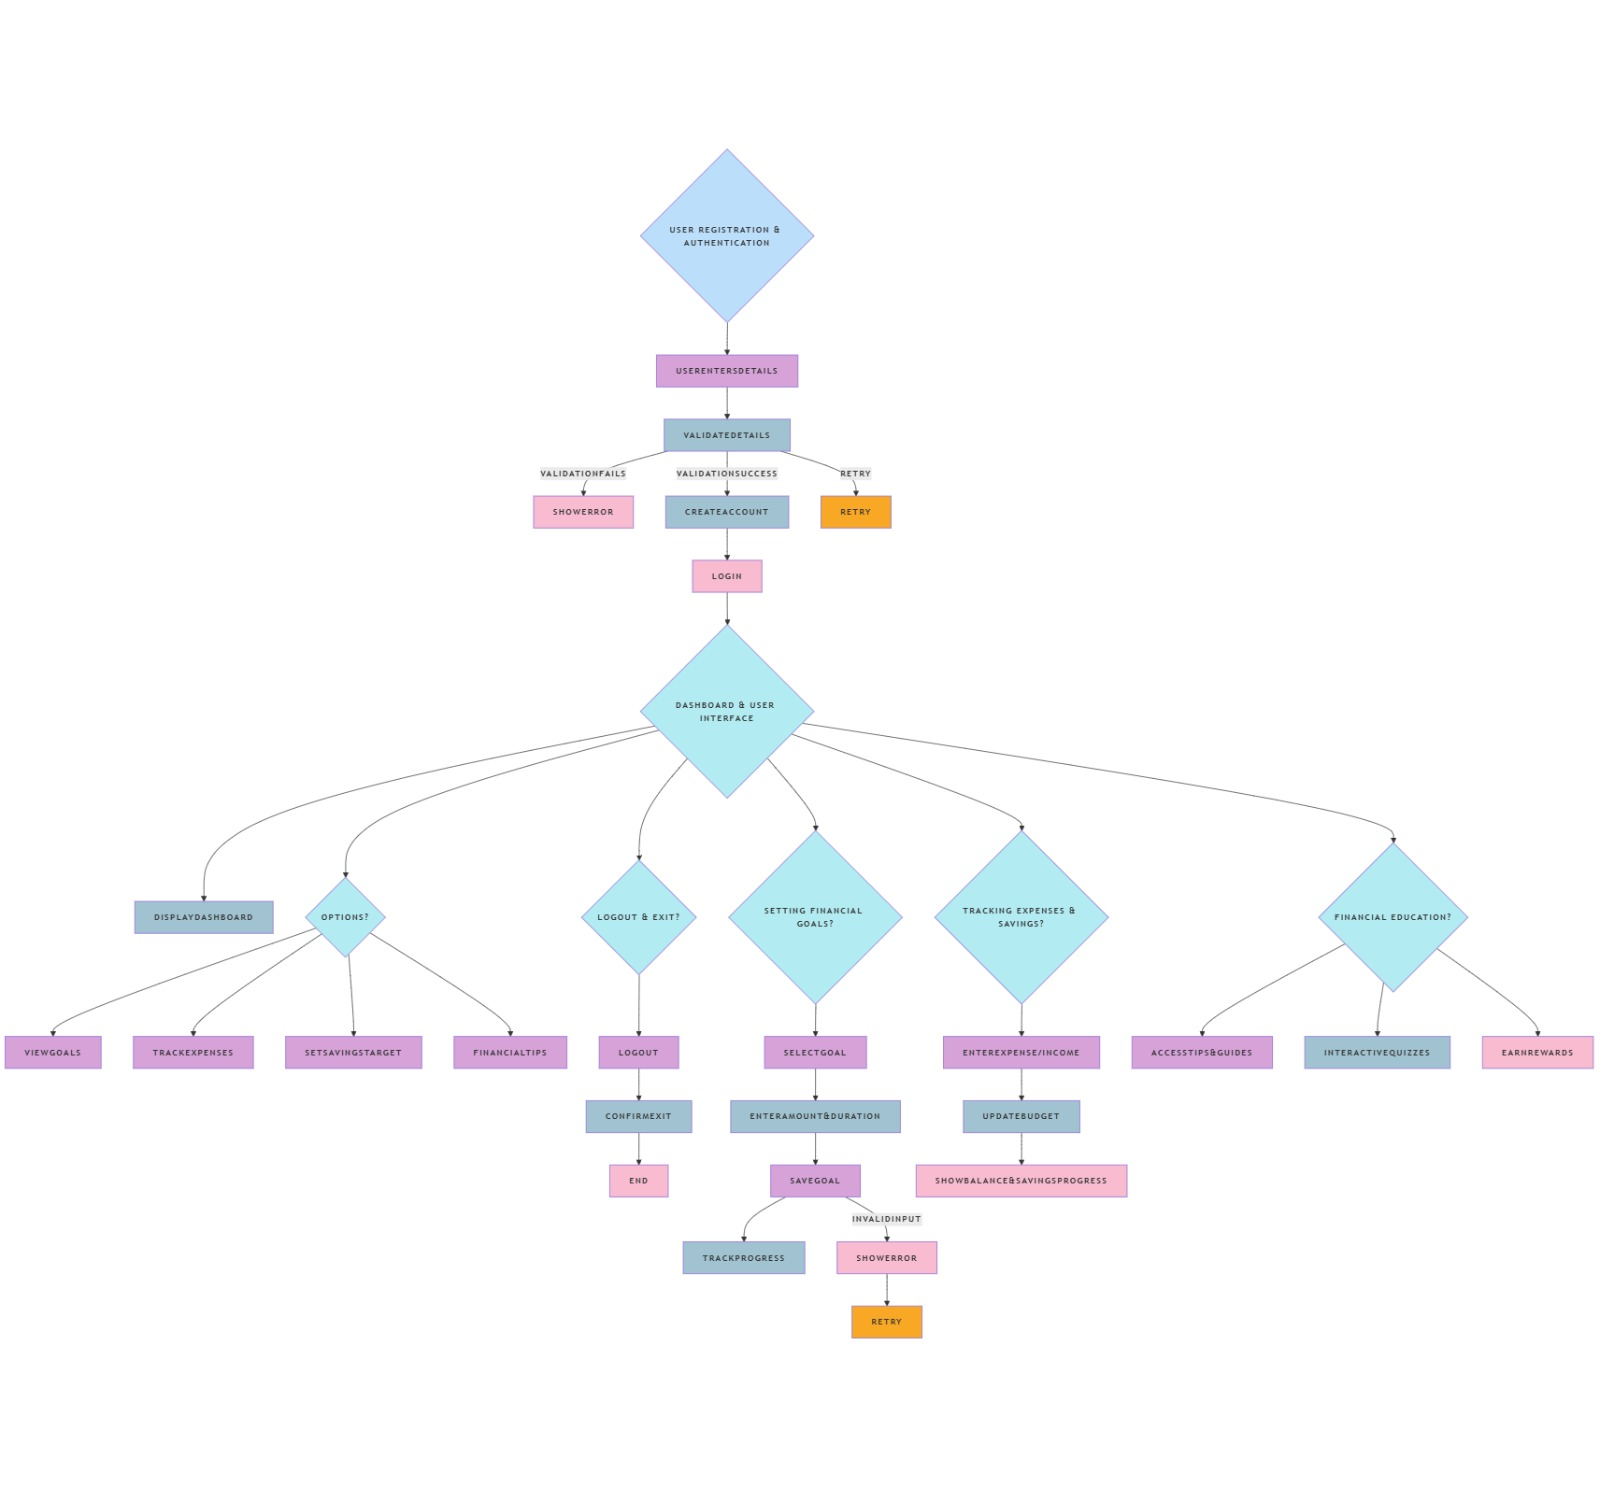 USER REGISTRATION &
AUTHENTICATION
USERENTERSDETAILS
VALIDATEDETAILS
VALIDATIONFAILS
VALIDATIONSUCCESS
RETRY
SHOWERROR
CREATEACCOUNT
RETRY
LOGIN
DASHBOARD & USER
INTERFACE
DISPLAYDASHBOARD
OPTIONS?
LOGOUT & EXIT?
SETTING FINANCIAL
GOALS?
TRACKING EXPENSES &
SAVINGS?
FINANCIAL EDUCATION?
VIEWGOALS
TRACKEXPENSES
SETSAVINGSTARGET
FINANCIALTIPS
LOGOUT
SELECTGOAL
ENTEREXPENSE/INCOME
ACCESSTIPS&GUIDES
INTERACTIVEQUIZZES
EARNREWARDS
CONFIRMEXIT
ENTERAMOUNT&DURATION
UPDATEBUDGET
END
SAVEGOAL
SHOWBALANCE&SAVINGSPROGRESS
INVALIDINPUT
TRACKPROGRESS
SHOWERROR
RETRY